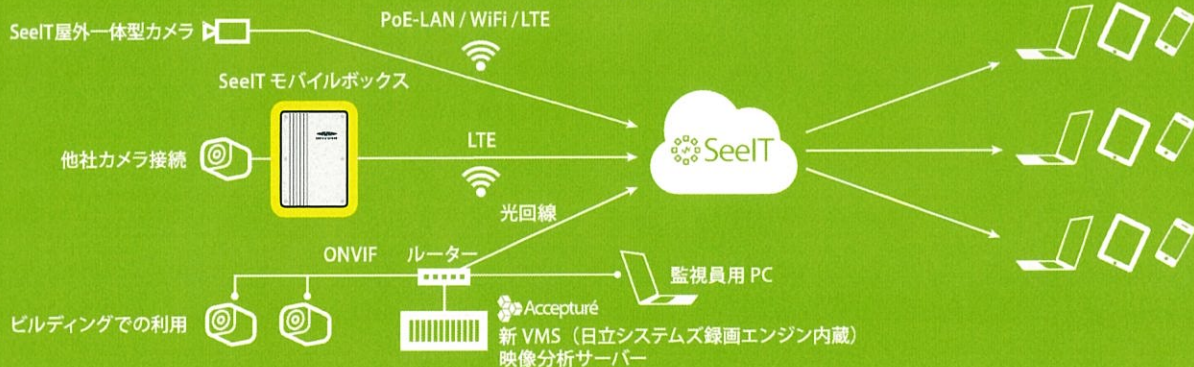 PoE-LAN / WiFi / LTE
SeeIT屋外一体型カメラ
SeeIT モバイルボックス
LTE
他社カメラ接続
SeeIT
光回線
ONVIF ルーター
監視員用 PC
ビルディングでの利用
Accepturé
新 VMS（日立システムズ録画エンジン内蔵）
映像分析サーバー